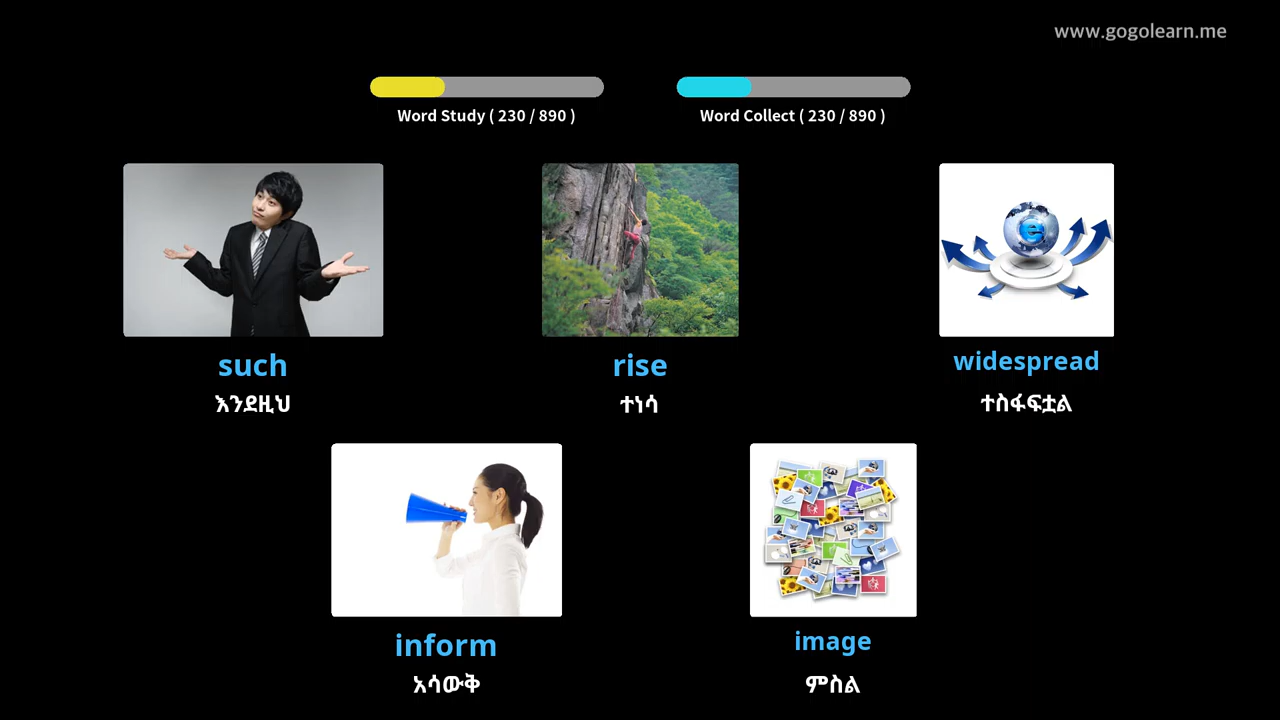 www.gogolearn.me
Word Study ( 230 / 890 )
Word Collect ( 230 / 890 )
such
እንደዚህ
rise
ተነሳ
widespread
ተስፋፍቷል
inform
አሳውቅ
image
ምስል